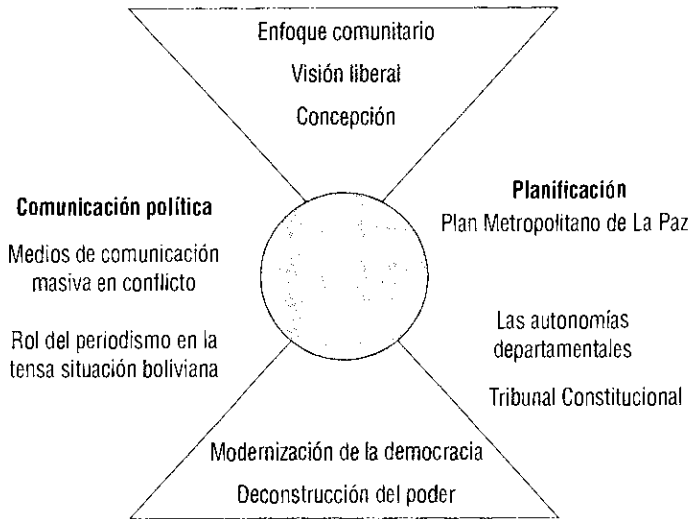 Enfoque comunitario
Visión liberal
Concepción
Comunicación política
Medios de comunicación
masiva en conflicto
Rol del periodismo en la
tensa situación boliviana
Planificación
Plan Metropolitano de La Paz
Las autonomías
departamentales
Tribunal Constitucional
Modernización de la democracia
Deconstrucción del poder